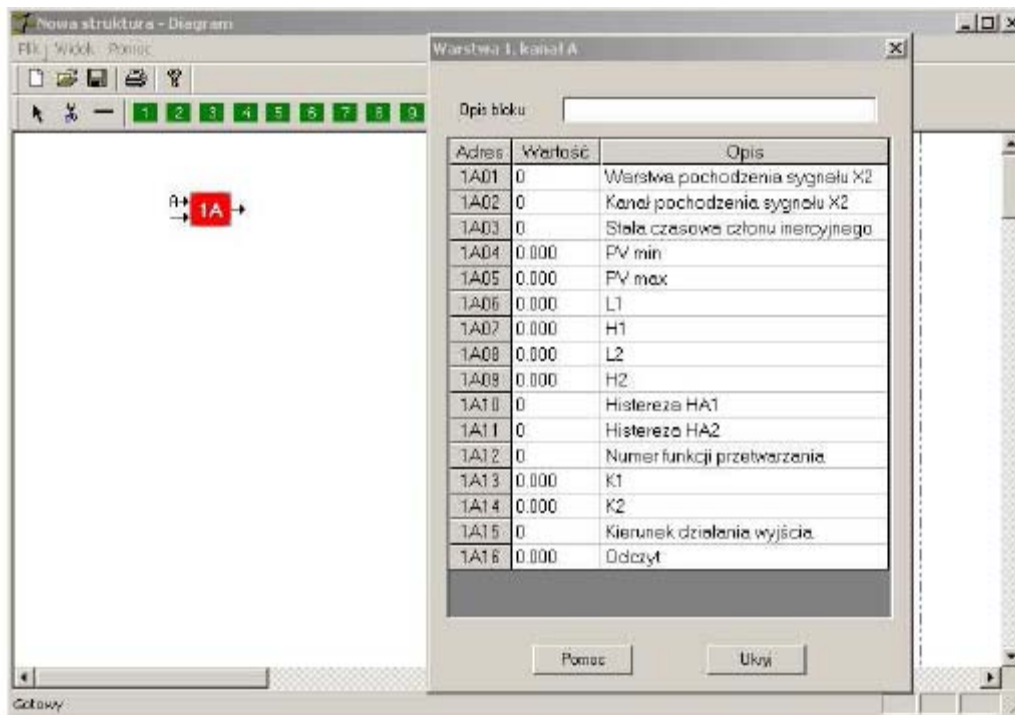 Nowa struktura - Diagram
Plik Widok Pomoc
1 2 3 4 5 6 7 8 9
A 1A
Warstwa 1, kanał A
Opis bloku
Adres Wartość Opis
1A01 0 Warstwa pochodzenia sygnału X2
1A02 0 Kanał pochodzenia sygnału X2
1A03 0 Stała czasowa członu inercyjnego
1A04 0.000 PV min
1A05 0.000 PV max
1A06 0.000 L1
1A07 0.000 H1
1A08 0.000 L2
1A09 0.000 H2
1A10 0 Histereza HA1
1A11 0 Histereza HA2
1A12 0 Numer funkcji przetwarzania
1A13 0.000 K1
1A14 0.000 K2
1A15 0 Kierunek działania wyjścia
1A16 0.000 Odczyt
Pomoc Ukryj
Gotowy